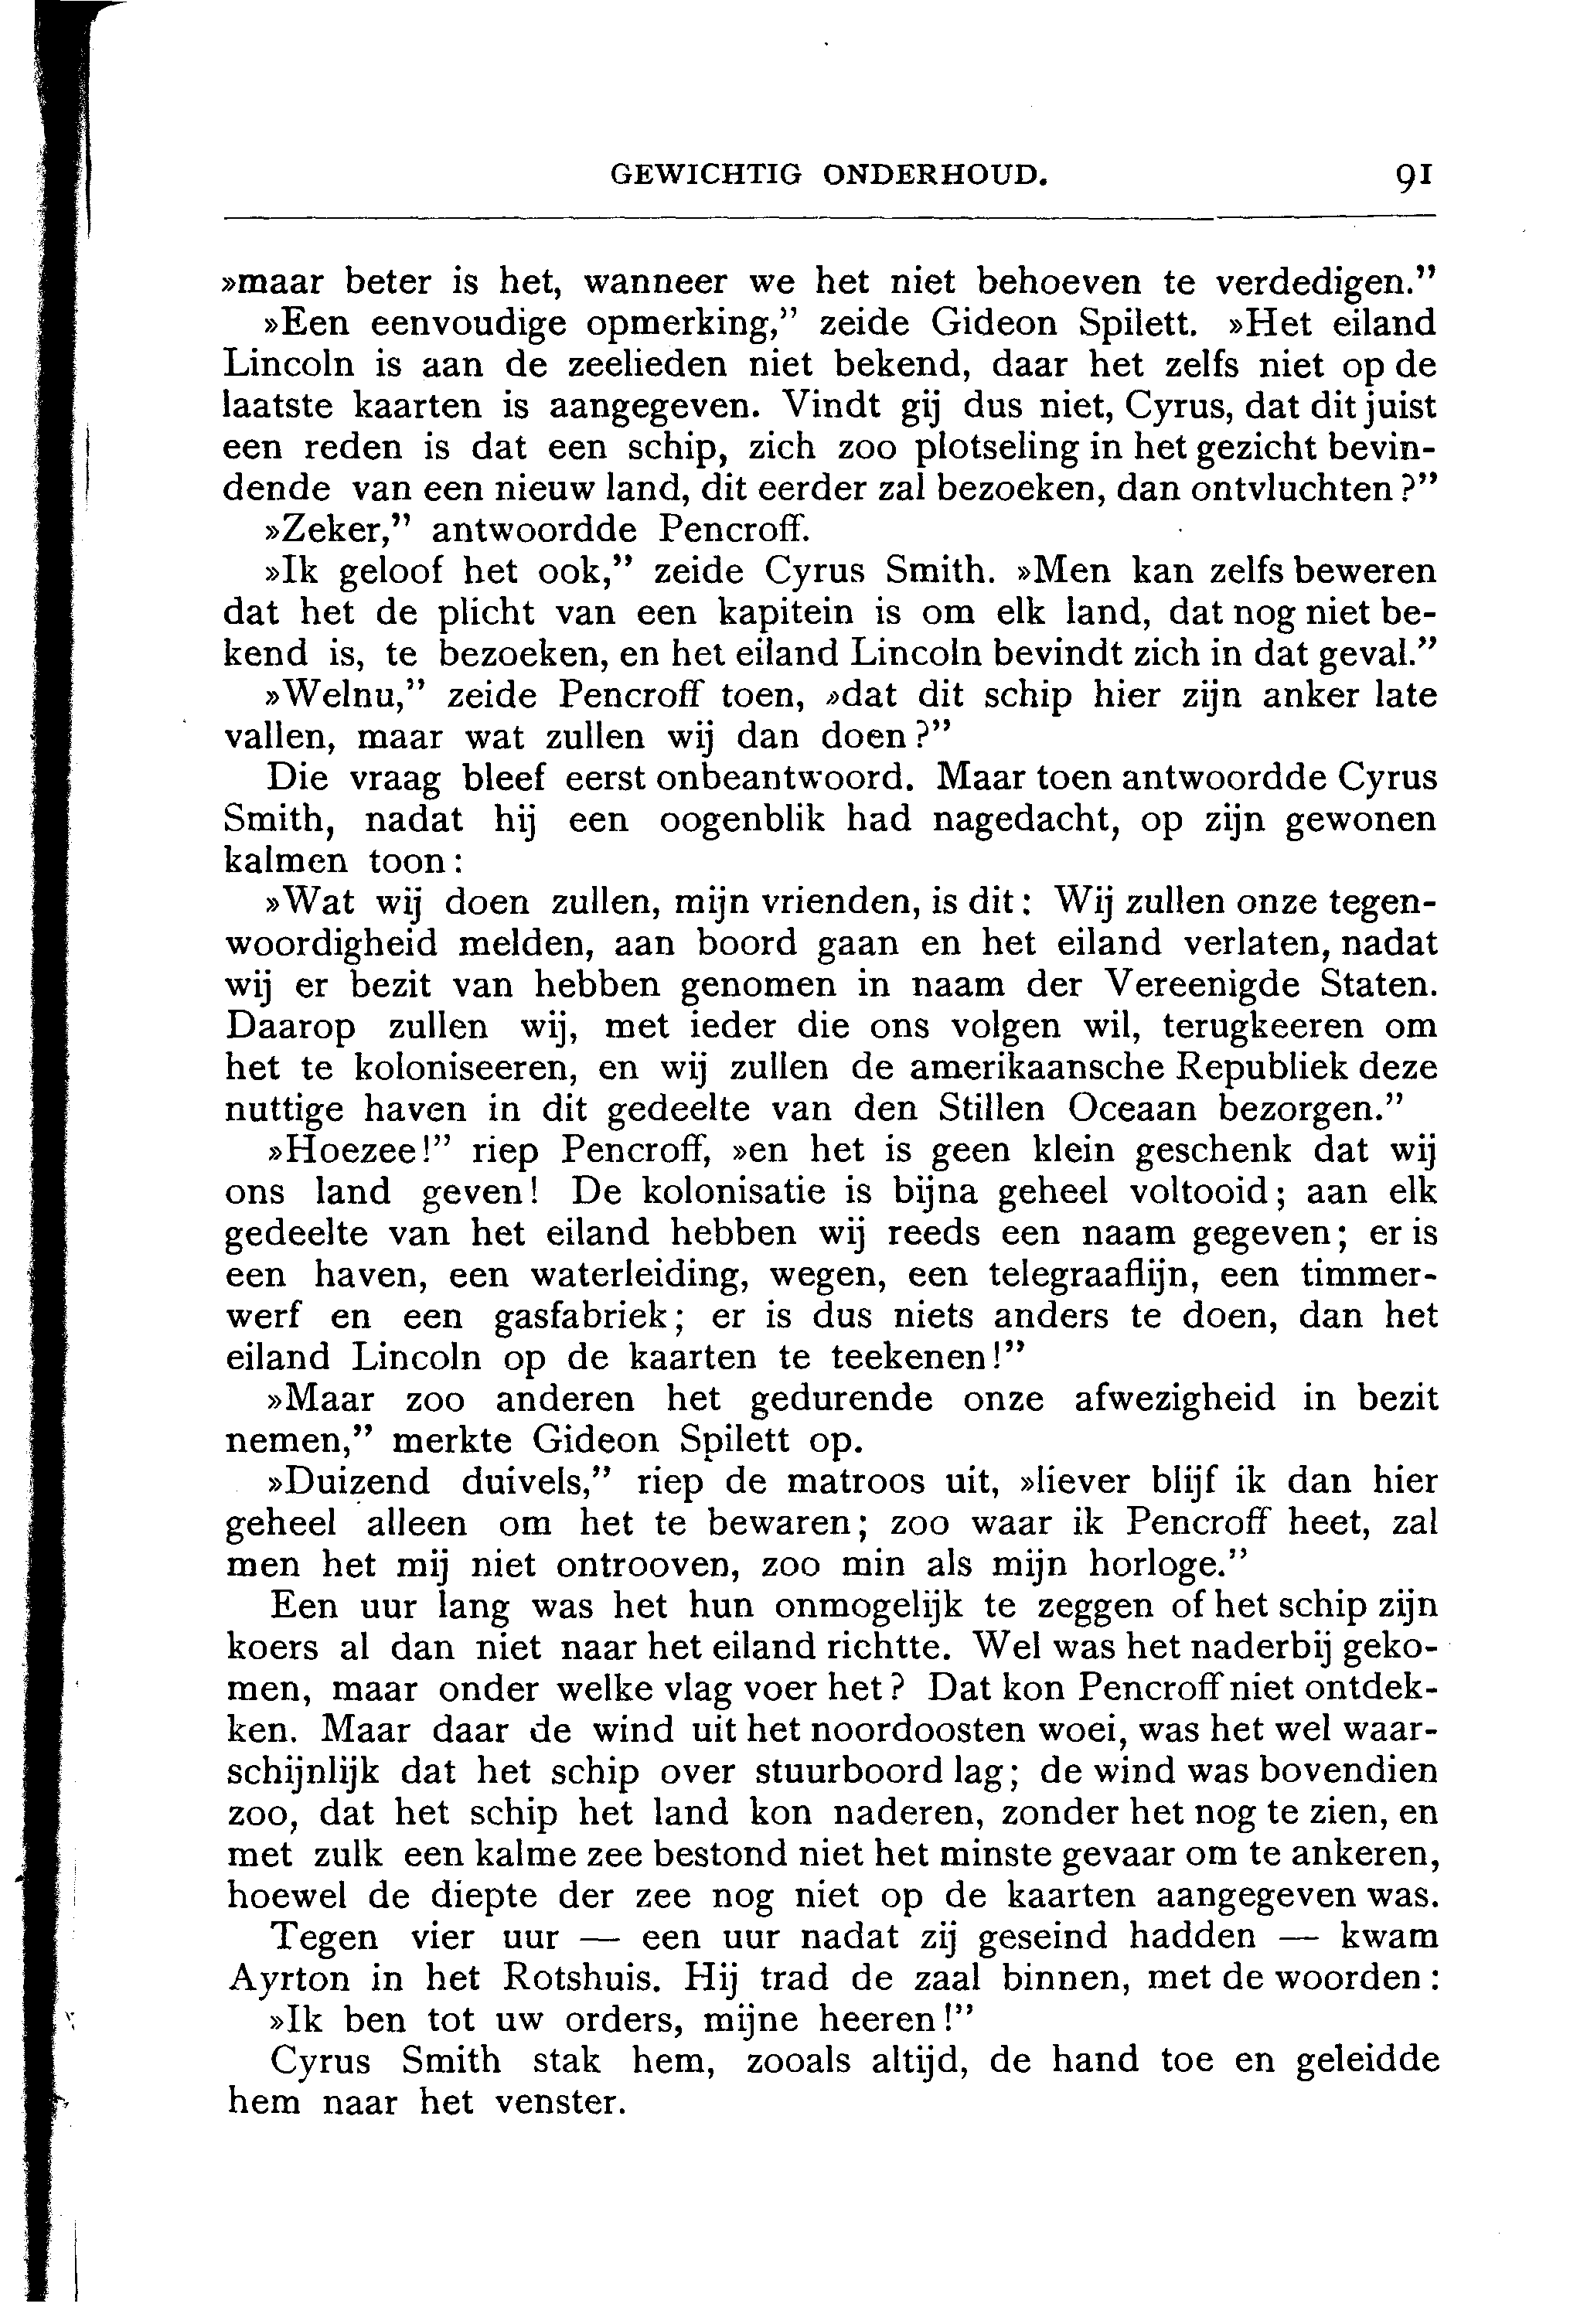 GEWICHTIG ONDERHOUD. 91
»maar beter is het, wanneer we het niet behoeven te verdedigen.”
»Een eenvoudige opmerking,” zeide Gideon Spilett. »Het eiland
Lincoln is aan de zeelieden niet bekend, daar het zelfs niet op de
laatste kaarten is aangegeven. Vindt gij dus niet, Cyrus, dat dit juist
een reden is dat een schip, zich zoo plotseling in het gezicht bevin-
dende van een nieuw land, dit eerder zal bezoeken, dan ontvluchten?”
»Zeker,” antwoordde Pencroff.
»Ik geloof het ook,” zeide Cyrus Smith. »Men kan zelfs beweren
dat het de plicht van een kapitein is om elk land, dat nog niet be-
kend is, te bezoeken, en het eiland Lincoln bevindt zich in dat geval.”
»Welnu,” zeide Pencroff toen, »dat dit schip hier zijn anker late
vallen, maar wat zullen wij dan doen?”
Die vraag bleef eerst onbeantwoord. Maar toen antwoordde Cyrus
Smith, nadat hij een oogenblik had nagedacht, op zijn gewonen
kalmen toon:
»Wat wij doen zullen, mijn vrienden, is dit: Wij zullen onze tegen-
woordigheid melden, aan boord gaan en het eiland verlaten, nadat
wij er bezit van hebben genomen in naam der Vereenigde Staten.
Daarop zullen wij, met ieder die ons volgen wil, terugkeeren om
het te koloniseeren, en wij zullen de amerikaansche Republiek deze
nuttige haven in dit gedeelte van den Stillen Oceaan bezorgen.”
»Hoezee!” riep Pencroff, »en het is geen klein geschenk dat wij
ons land geven! De kolonisatie is bijna geheel voltooid; aan elk
gedeelte van het eiland hebben wij reeds een naam gegeven; er is
een haven, een waterleiding, wegen, een telegraaflijn, een timmer-
werf en een gasfabriek; er is dus niets anders te doen, dan het
eiland Lincoln op de kaarten te teekenen!”
»Maar zoo anderen het gedurende onze afwezigheid in bezit
nemen,” merkte Gideon Spilett op.
»Duizend duivels,” riep de matroos uit, »liever blijf ik dan hier
geheel alleen om het te bewaren; zoo waar ik Pencroff heet, zal
men het mij niet ontrooven, zoo min als mijn horloge.”
Een uur lang was het hun onmogelijk te zeggen of het schip zijn
koers al dan niet naar het eiland richtte. Wel was het naderbij geko-
men, maar onder welke vlag voer het? Dat kon Pencroff niet ontdek-
ken. Maar daar de wind uit het noordoosten woei, was het wel waar-
schijnlijk dat het schip over stuurboord lag; de wind was bovendien
zoo, dat het schip het land kon naderen, zonder het nog te zien, en
met zulk een kalme zee bestond niet het minste gevaar om te ankeren,
hoewel de diepte der zee nog niet op de kaarten aangegeven was.
Tegen vier uur — een uur nadat zij geseind hadden — kwam
Ayrton in het Rotshuis. Hij trad de zaal binnen, met de woorden:
»Ik ben tot uw orders, mijne heeren!”
Cyrus Smith stak hem, zooals altijd, de hand toe en geleidde
hem naar het venster.